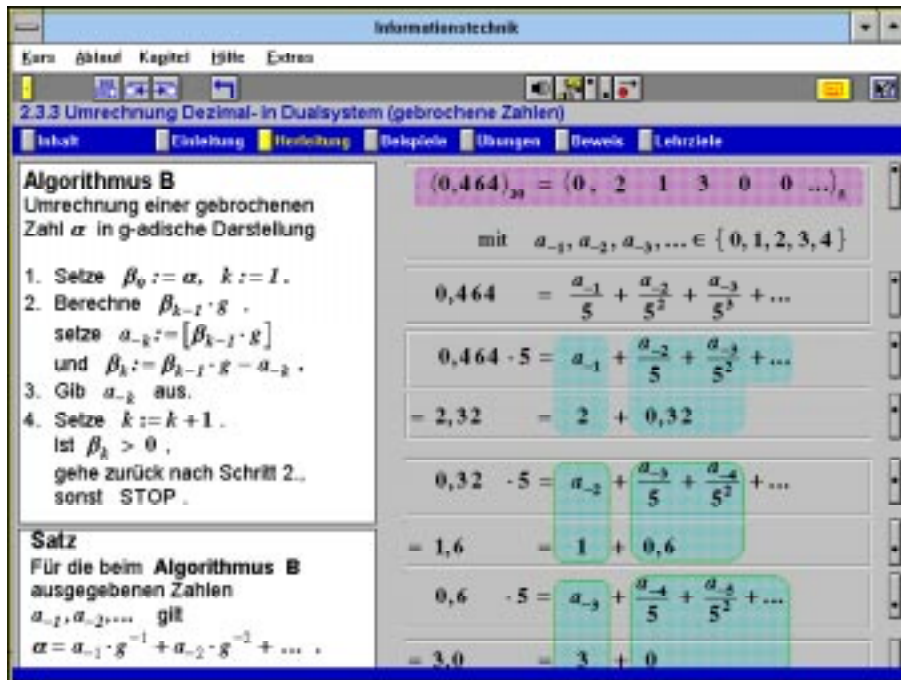 Informationstechnik
Kurs Ablauf Kapitel Hilfe Extras
2.3.3 Umrechnung Dezimal- in Dualsystem (gebrochene Zahlen)
Inhalt Einleitung Herleitung Beispiele Übungen Beweis Lehrziele
Algorithmus B
Umrechnung einer gebrochenen
Zahl α in g-adische Darstellung
1. Setze β₀ := α, k := 1.
2. Berechne βₖ₋₁ · g .
setze a₋ₖ := [βₖ₋₁ · g]
und βₖ := βₖ₋₁ · g − a₋ₖ .
3. Gib a₋ₖ aus.
4. Setze k := k + 1 .
Ist βₖ > 0 ,
gehe zurück nach Schritt 2.,
sonst STOP .
Satz
Für die beim Algorithmus B
ausgegebenen Zahlen
a₋₁, a₋₂, ... gilt
α = a₋₁ · g⁻¹ + a₋₂ · g⁻² + ... .
(0,464)₁₀ = (0, 2 1 3 0 0 ...)₅
mit a₋₁, a₋₂, a₋₃, ... ∈ { 0, 1, 2, 3, 4 }
0,464 = a₋₁/5 + a₋₂/5² + a₋₃/5³ + ...
0,464 · 5 = a₋₁ + a₋₂/5 + a₋₃/5² + ...
= 2,32 = 2 + 0,32
0,32 · 5 = a₋₂ + a₋₃/5 + a₋₄/5² + ...
= 1,6 = 1 + 0,6
0,6 · 5 = a₋₃ + a₋₄/5 + a₋₅/5² + ...
= 3,0 = 3 + 0